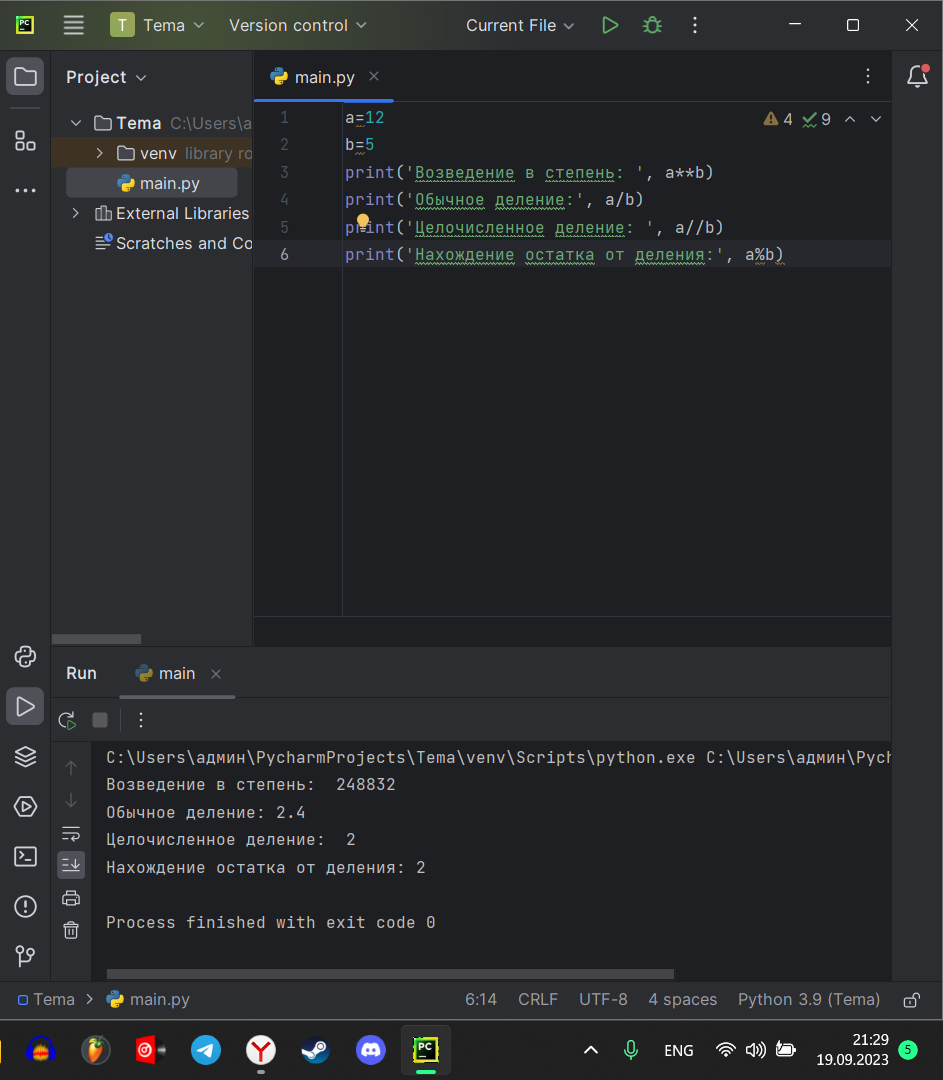 PC T Tema Version control Current File
Project
main.py
Tema C:\Users\a
venv library ro
main.py
External Libraries
Scratches and Co
4 9
1 a=12
2 b=5
3 print('Возведение в степень: ', a**b)
4 print('Обычное деление:', a/b)
5 print('Целочисленное деление: ', a//b)
6 print('Нахождение остатка от деления:', a%b)
Run main
C:\Users\админ\PycharmProjects\Tema\venv\Scripts\python.exe C:\Users\админ\Pych
Возведение в степень:  248832
Обычное деление: 2.4
Целочисленное деление:  2
Нахождение остатка от деления: 2
Process finished with exit code 0
Tema main.py 6:14 CRLF UTF-8 4 spaces Python 3.9 (Tema)
PC ENG 21:29 5
19.09.2023